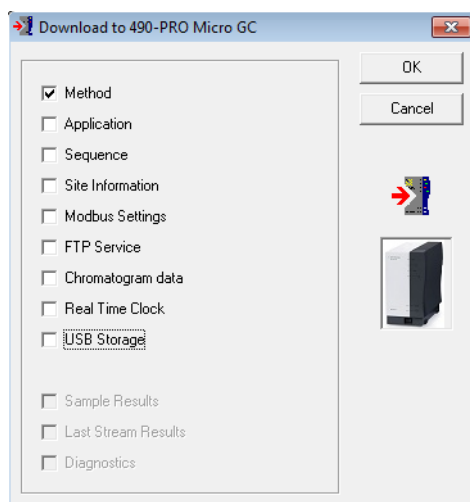 Download to 490-PRO Micro GC
OK
Cancel
Method
Application
Sequence
Site Information
Modbus Settings
FTP Service
Chromatogram data
Real Time Clock
USB Storage
Sample Results
Last Stream Results
Diagnostics